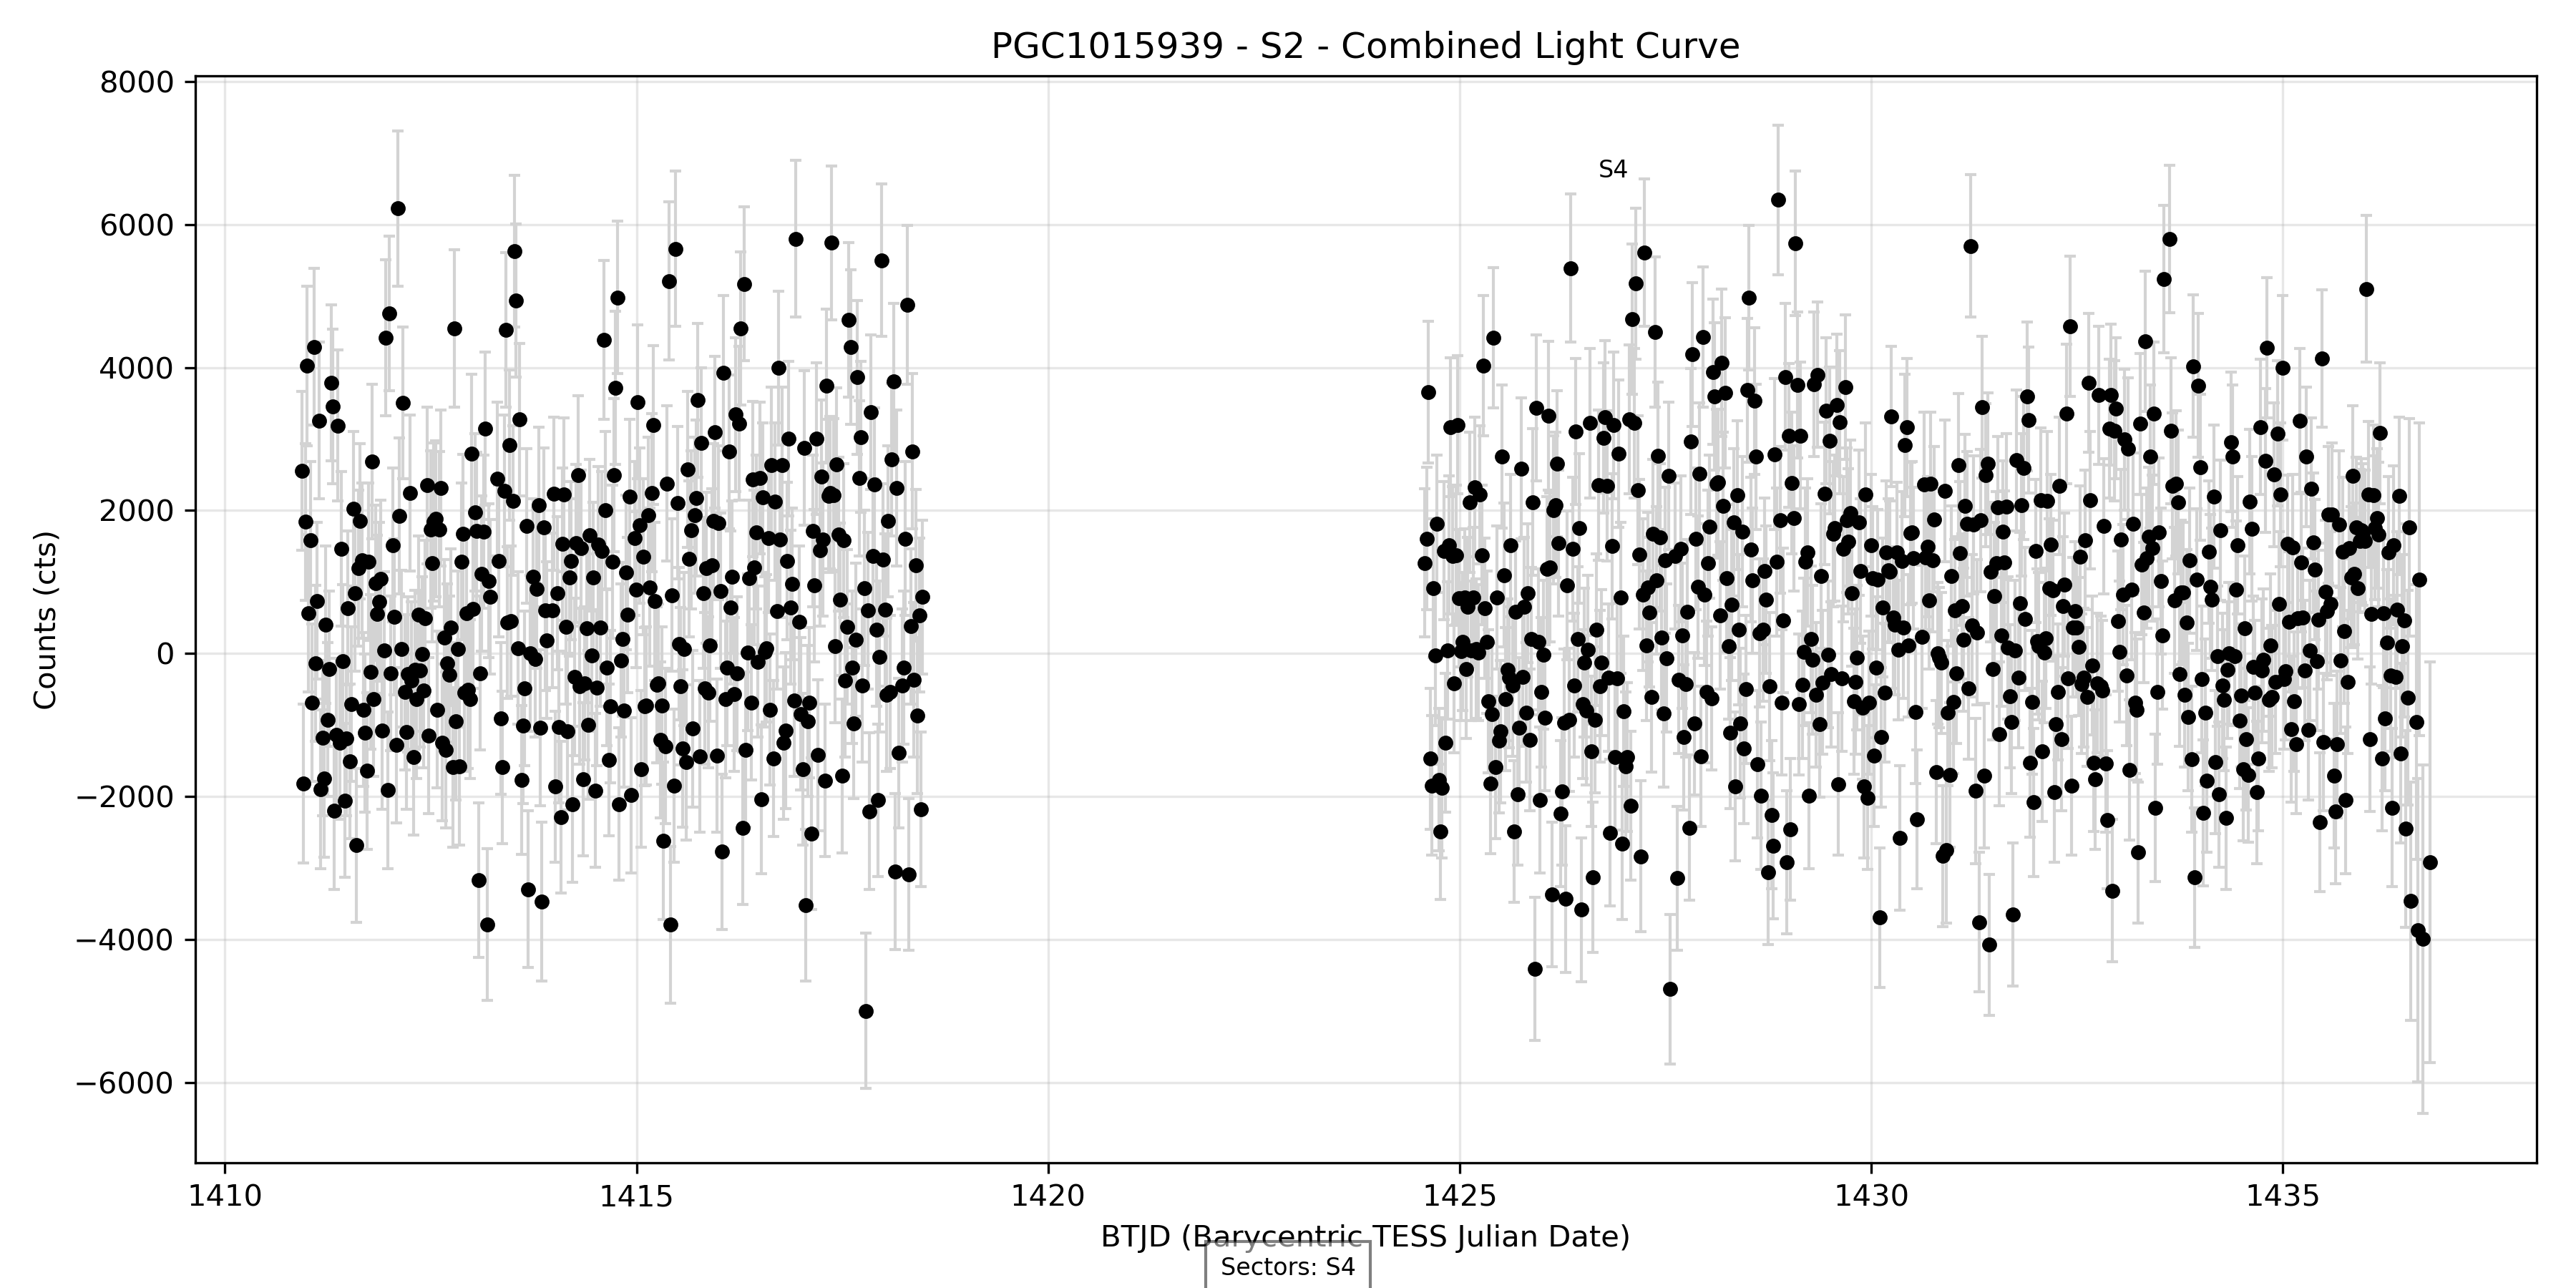 PGC1015939 - S2 - Combined Light Curve
8000
6000
4000
2000
0
−2000
−4000
−6000
Counts (cts)
S4
1410 1415 1420 1425 1430 1435
BTJD (Barycentric TESS Julian Date)
Sectors: S4